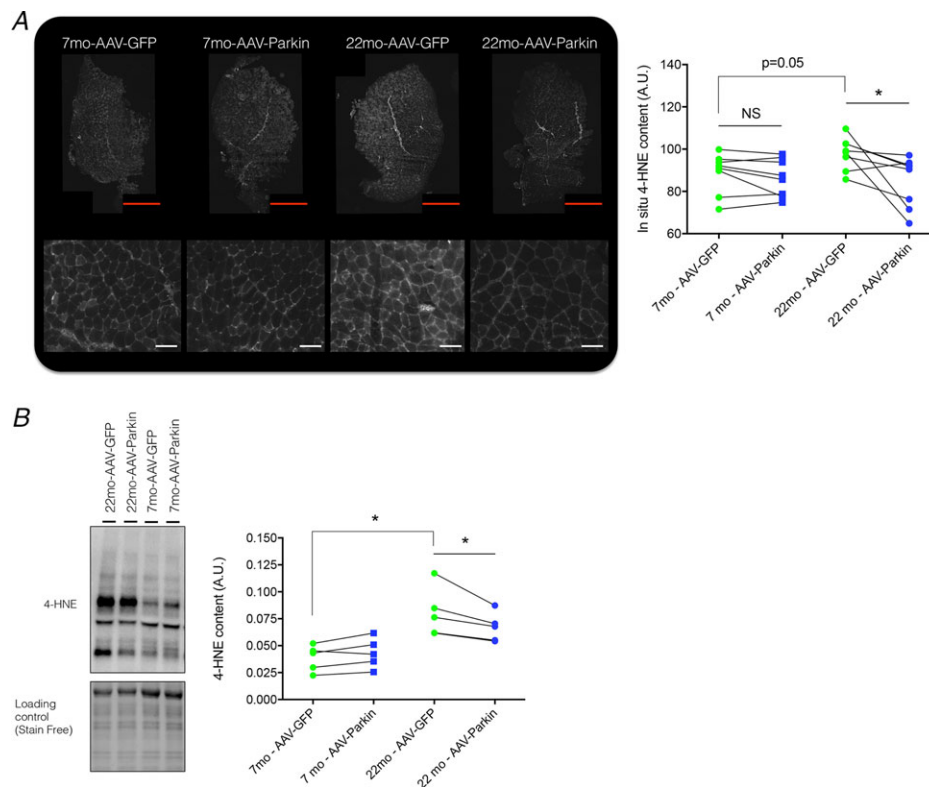 A
7mo-AAV-GFP 7mo-AAV-Parkin 22mo-AAV-GFP 22mo-AAV-Parkin
In situ 4-HNE content (A.U.)
140
120
100
80
60
NS
p=0.05
*
7mo - AAV-GFP
7 mo - AAV-Parkin
22mo - AAV-GFP
22 mo - AAV-Parkin
B
22mo-AAV-GFP
22mo-AAV-Parkin
7mo-AAV-GFP
7mo-AAV-Parkin
4-HNE
Loading
control
(Stain Free)
4-HNE content (A.U.)
0.150
0.125
0.100
0.075
0.050
0.025
0.000
*
*
7mo - AAV-GFP
7 mo - AAV-Parkin
22mo - AAV-GFP
22 mo - AAV-Parkin